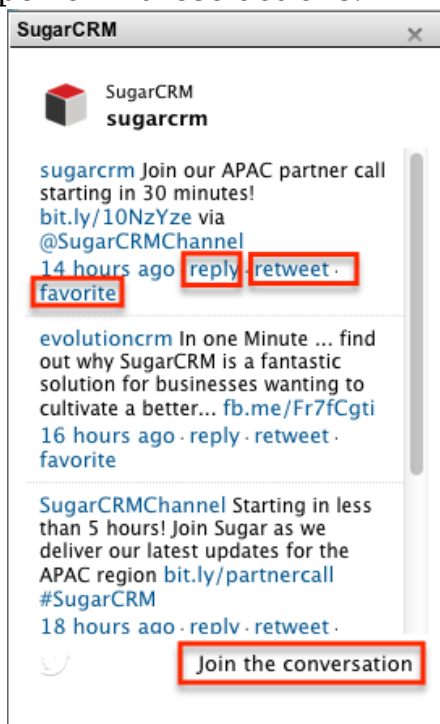 SugarCRM
SugarCRM
sugarcrm
sugarcrm Join our APAC partner call
starting in 30 minutes!
bit.ly/10NzYze via
@SugarCRMChannel
14 hours ago · reply · retweet ·
favorite
evolutioncrm In one Minute ... find
out why SugarCRM is a fantastic
solution for businesses wanting to
cultivate a better... fb.me/Fr7fCgti
16 hours ago · reply · retweet ·
favorite
SugarCRMChannel Starting in less
than 5 hours! Join Sugar as we
deliver our latest updates for the
APAC region bit.ly/partnercall
#SugarCRM
18 hours ago · reply · retweet ·
Join the conversation